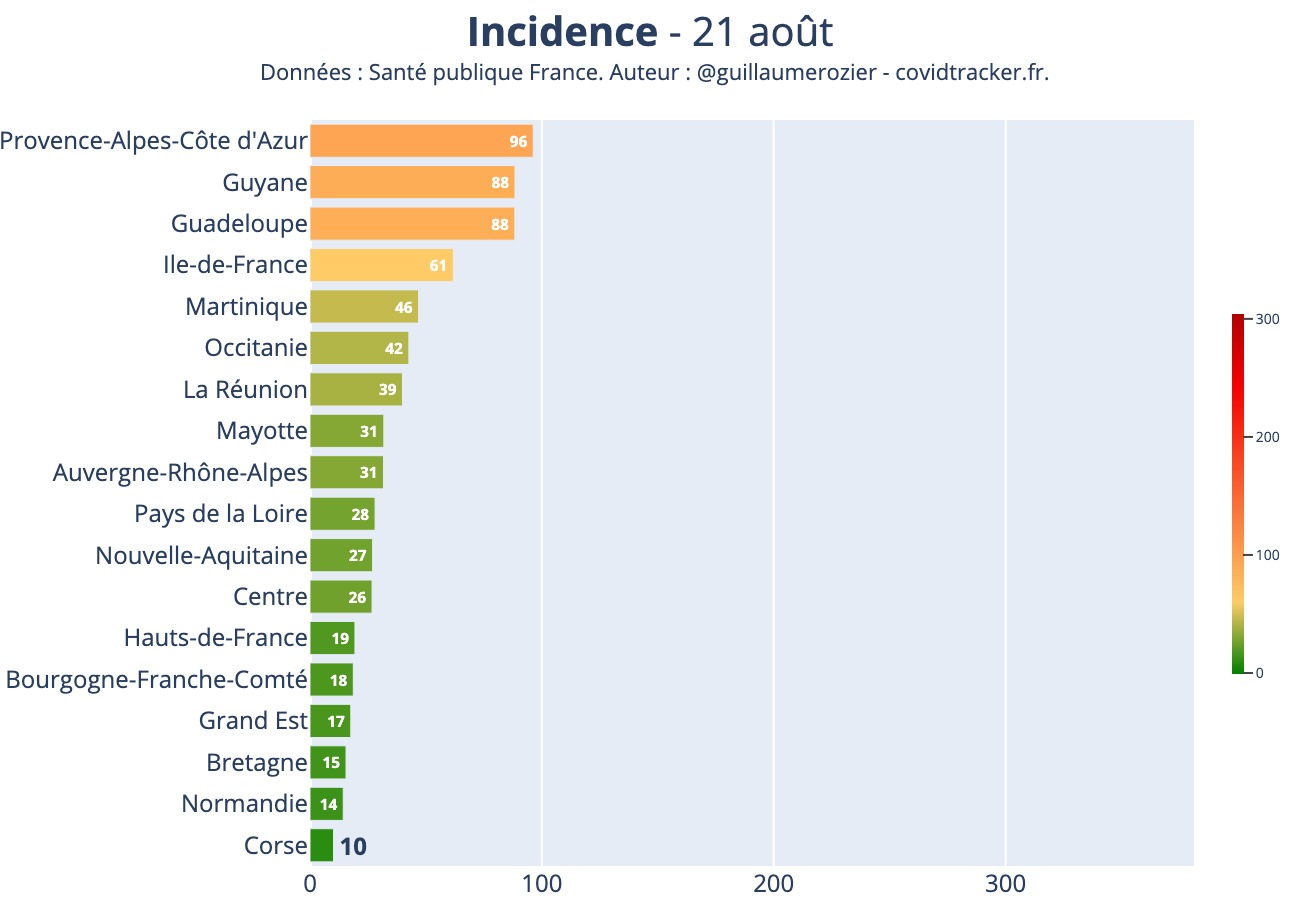 Incidence - 21 août
Données : Santé publique France. Auteur : @guillaumerozier - covidtracker.fr.
Provence-Alpes-Côte d'Azur 96
Guyane 88
Guadeloupe 88
Ile-de-France 61
Martinique 46
Occitanie 42
La Réunion 39
Mayotte 31
Auvergne-Rhône-Alpes 31
Pays de la Loire 28
Nouvelle-Aquitaine 27
Centre 26
Hauts-de-France 19
Bourgogne-Franche-Comté 18
Grand Est 17
Bretagne 15
Normandie 14
Corse 10
0 100 200 300
300
200
100
0